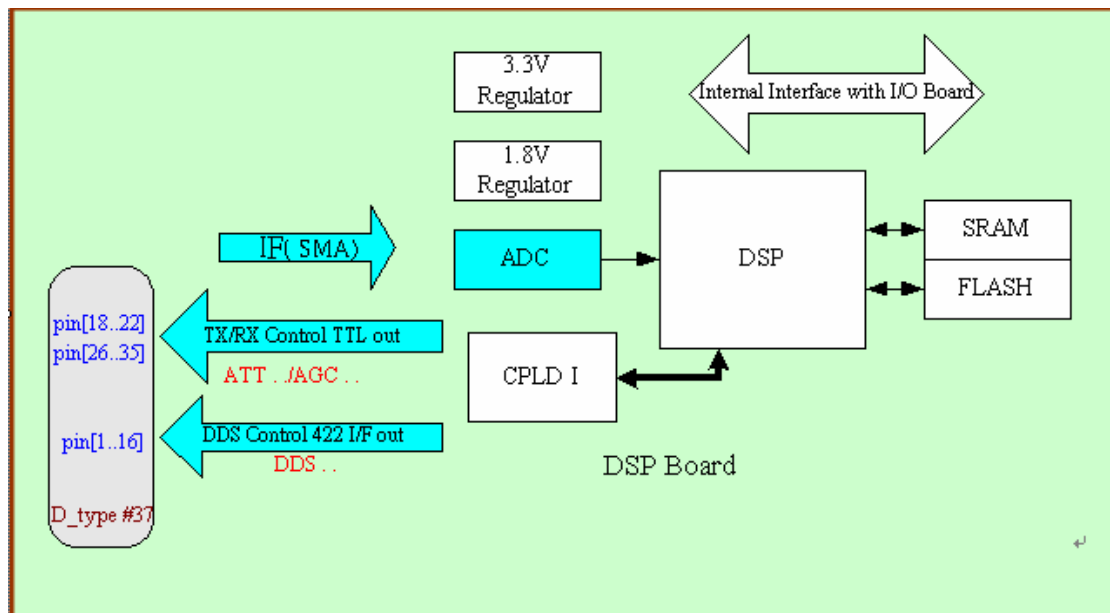 3.3V
Regulator
Internal Interface with I/O Board
1.8V
Regulator
IF( SMA)
ADC
DSP
SRAM
FLASH
pin[18..22]
pin[26..35]
TX/RX Control TTL out
ATT . ./AGC . .
CPLD I
pin[1..16]
DDS Control 422 I/F out
DDS . .
DSP Board
D_type #37